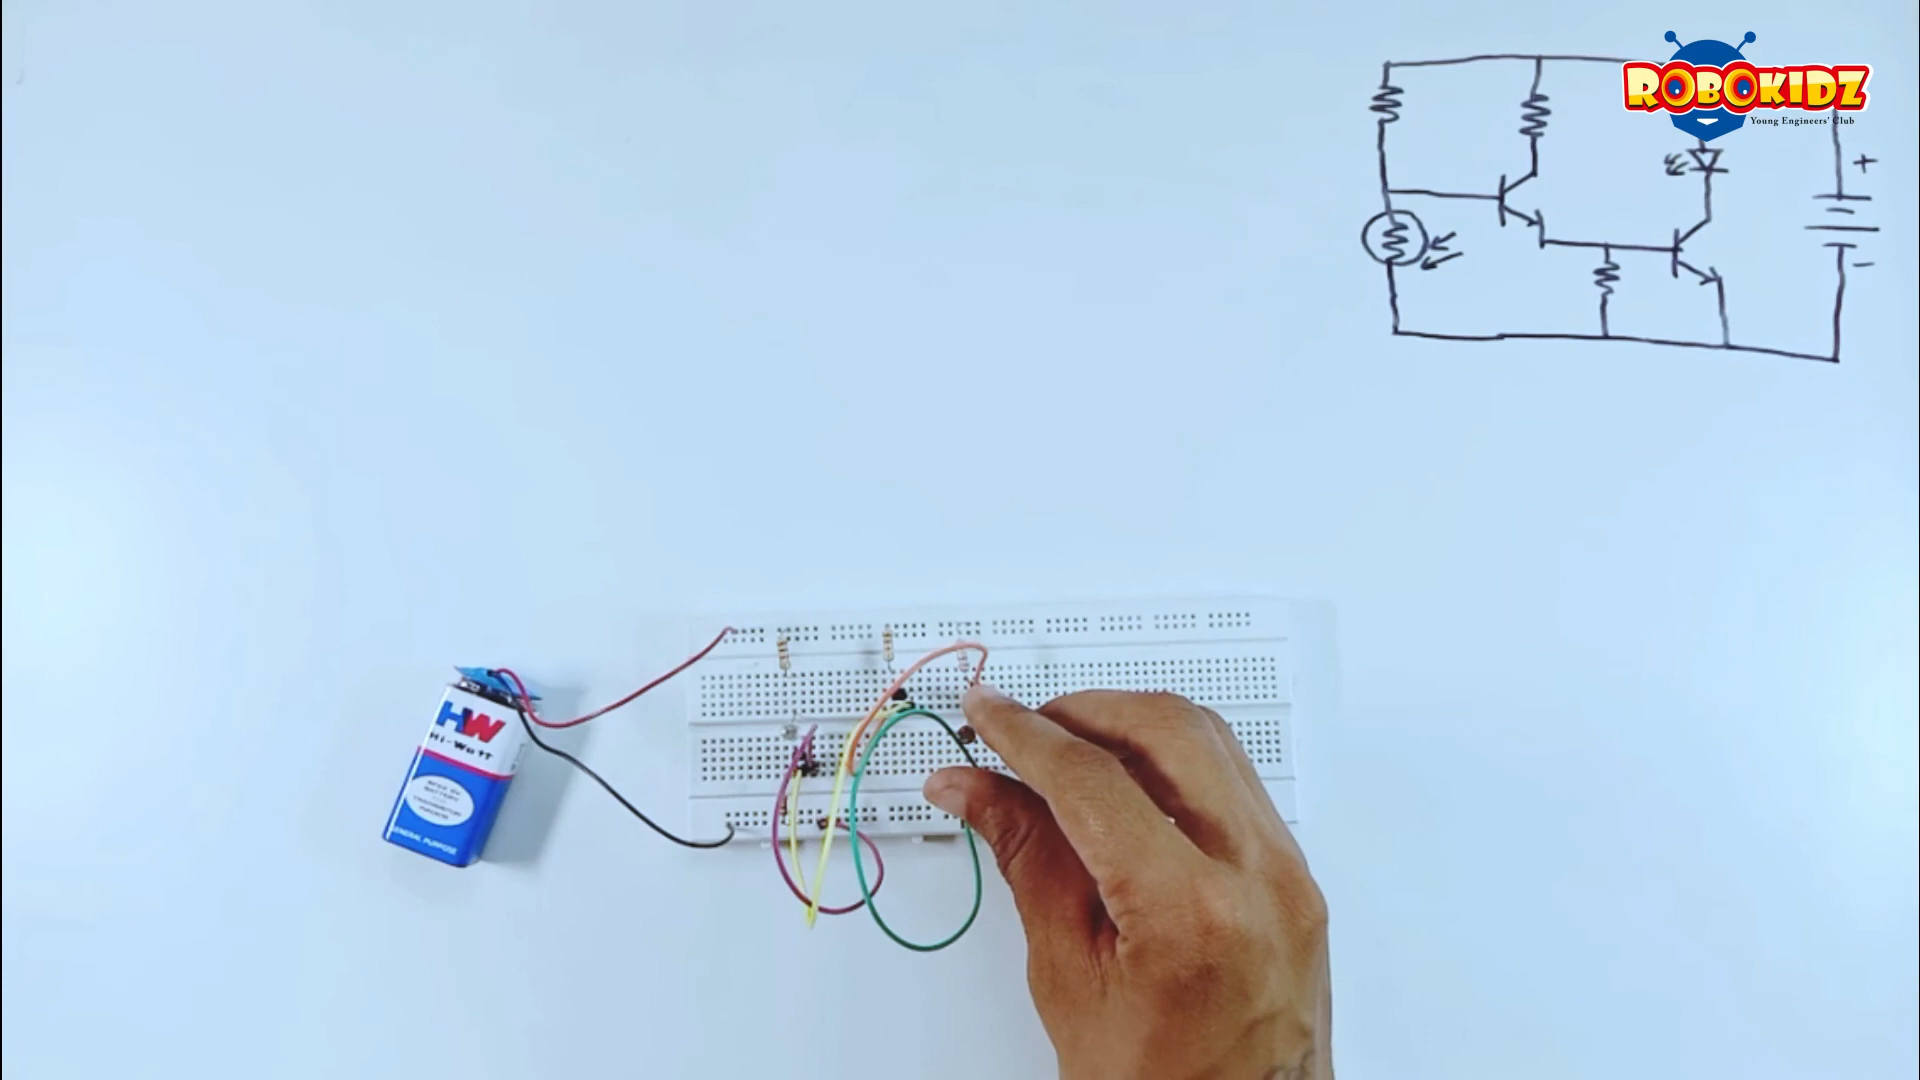 ROBOKIDZ
Young Engineers' Club
+
-
HW
Hi-Watt
GENERAL PURPOSE